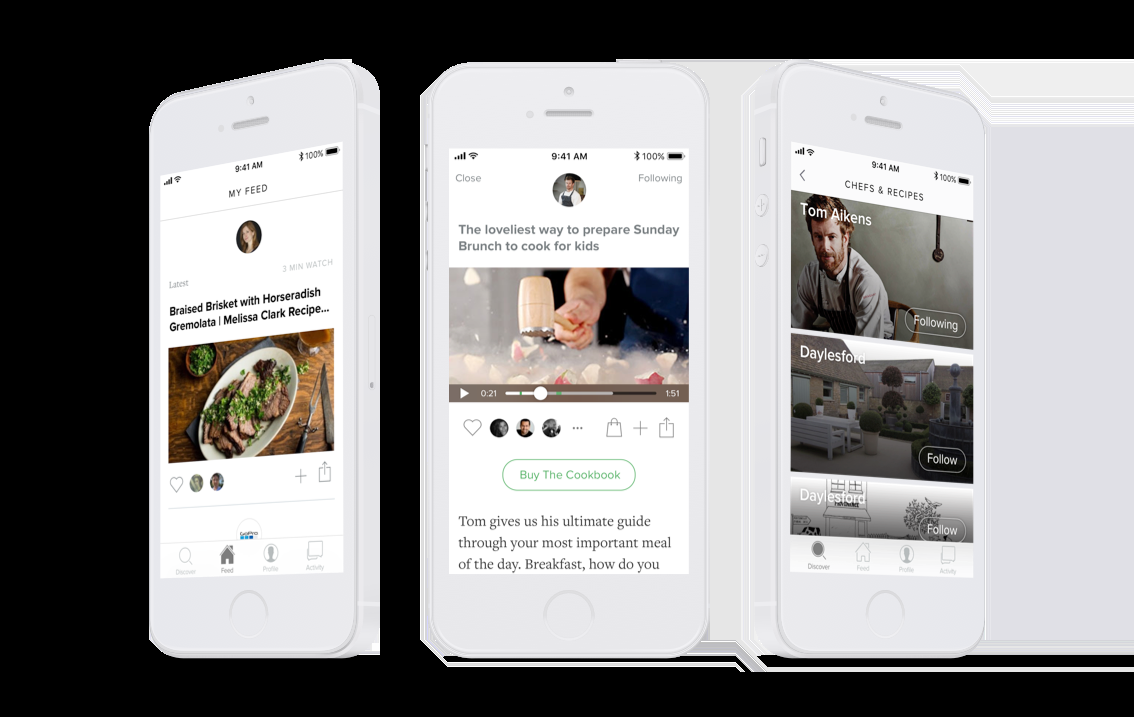 9:41 AM
100%
MY FEED
3 MIN WATCH
Latest
Braised Brisket with Horseradish
Gremolata | Melissa Clark Recipe...
Discover
Feed
Profile
Activity
9:41 AM
100%
Close
Following
The loveliest way to prepare Sunday
Brunch to cook for kids
0:21
1:51
Buy The Cookbook
Tom gives us his ultimate guide
through your most important meal
of the day. Breakfast, how do you
9:41 AM
100%
CHEFS & RECIPES
Tom Aikens
Following
Daylesford
Follow
Daylesford
Follow
Discover
Feed
Profile
Activity